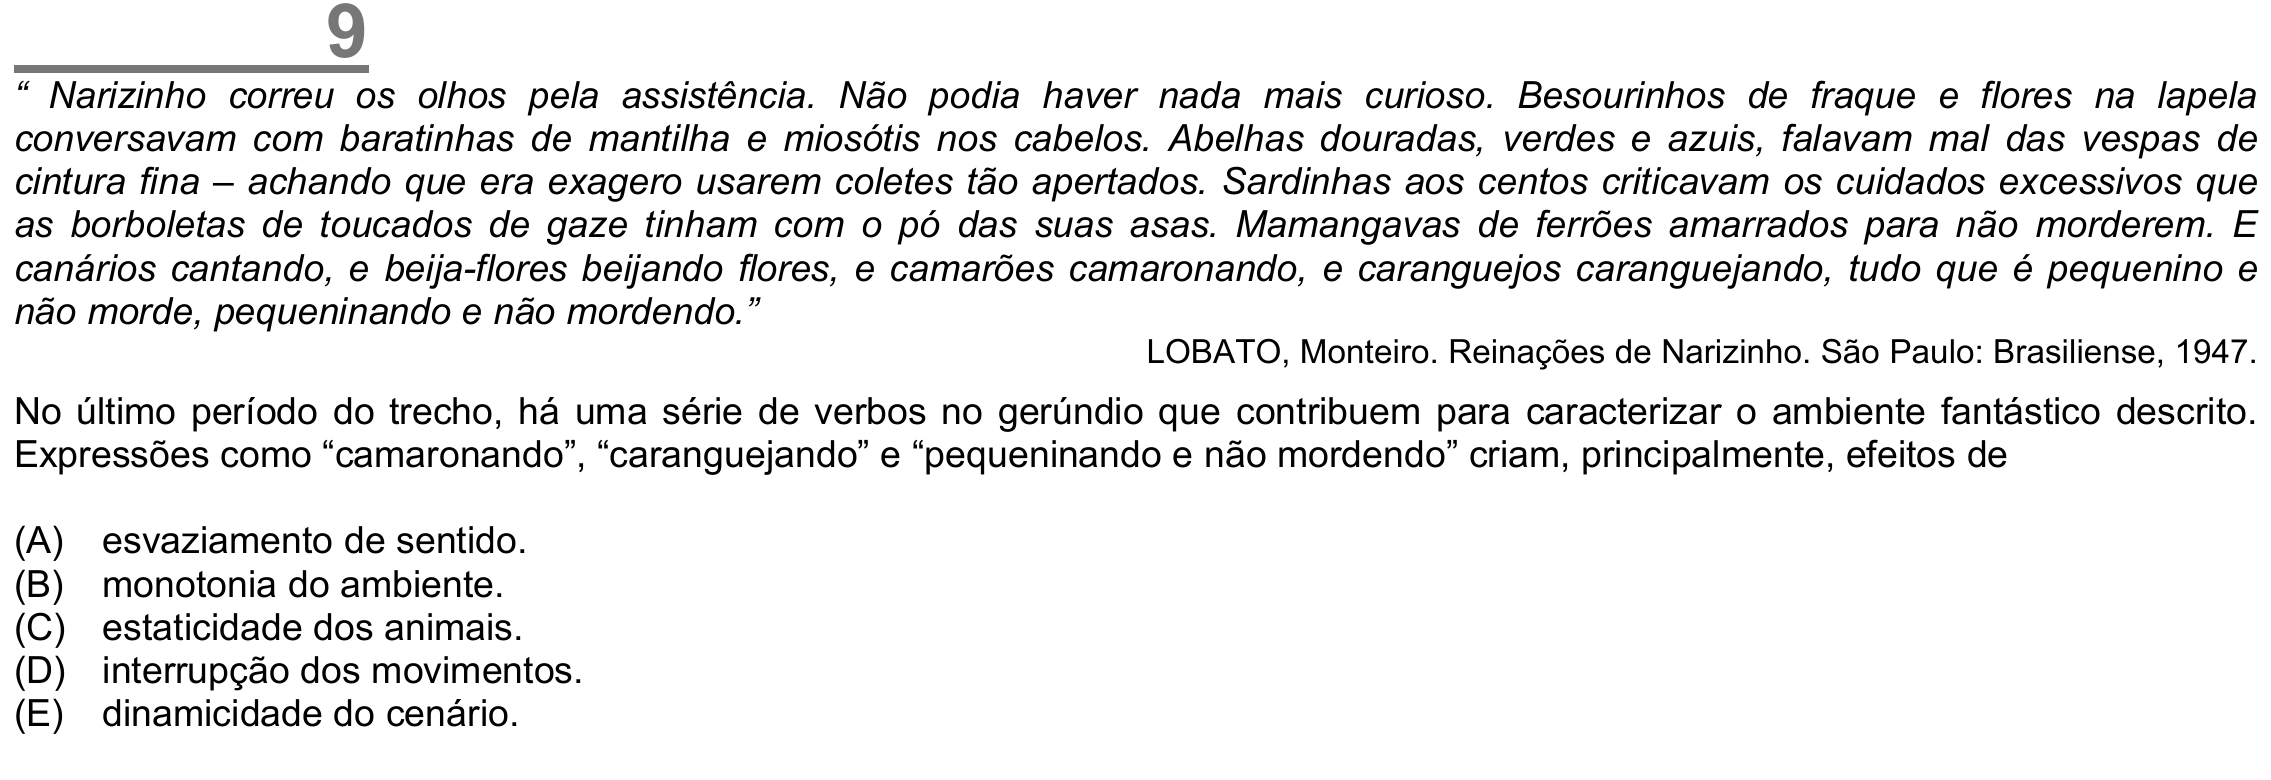 9
“ Narizinho correu os olhos pela assistência. Não podia haver nada mais curioso. Besourinhos de fraque e flores na lapela
conversavam com baratinhas de mantilha e miosótis nos cabelos. Abelhas douradas, verdes e azuis, falavam mal das vespas de
cintura fina – achando que era exagero usarem coletes tão apertados. Sardinhas aos centos criticavam os cuidados excessivos que
as borboletas de toucados de gaze tinham com o pó das suas asas. Mamangavas de ferrões amarrados para não morderem. E
canários cantando, e beija-flores beijando flores, e camarões camaronando, e caranguejos caranguejando, tudo que é pequenino e
não morde, pequeninando e não mordendo.”
LOBATO, Monteiro. Reinações de Narizinho. São Paulo: Brasiliense, 1947.
No último período do trecho, há uma série de verbos no gerúndio que contribuem para caracterizar o ambiente fantástico descrito.
Expressões como “camaronando”, “caranguejando” e “pequeninando e não mordendo” criam, principalmente, efeitos de
(A) esvaziamento de sentido.
(B) monotonia do ambiente.
(C) estaticidade dos animais.
(D) interrupção dos movimentos.
(E) dinamicidade do cenário.